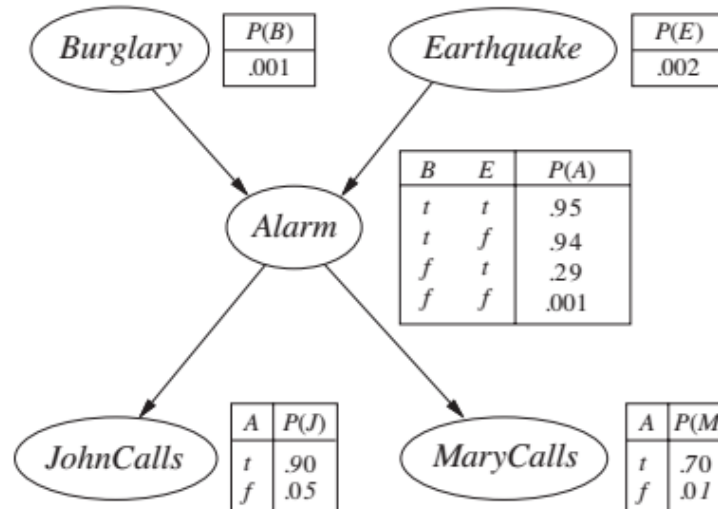 Burglary
P(B)
.001
Earthquake
P(E)
.002
Alarm
B E P(A)
t t .95
t f .94
f t .29
f f .001
JohnCalls
A P(J)
t .90
f .05
MaryCalls
A P(M
t .70
f .01